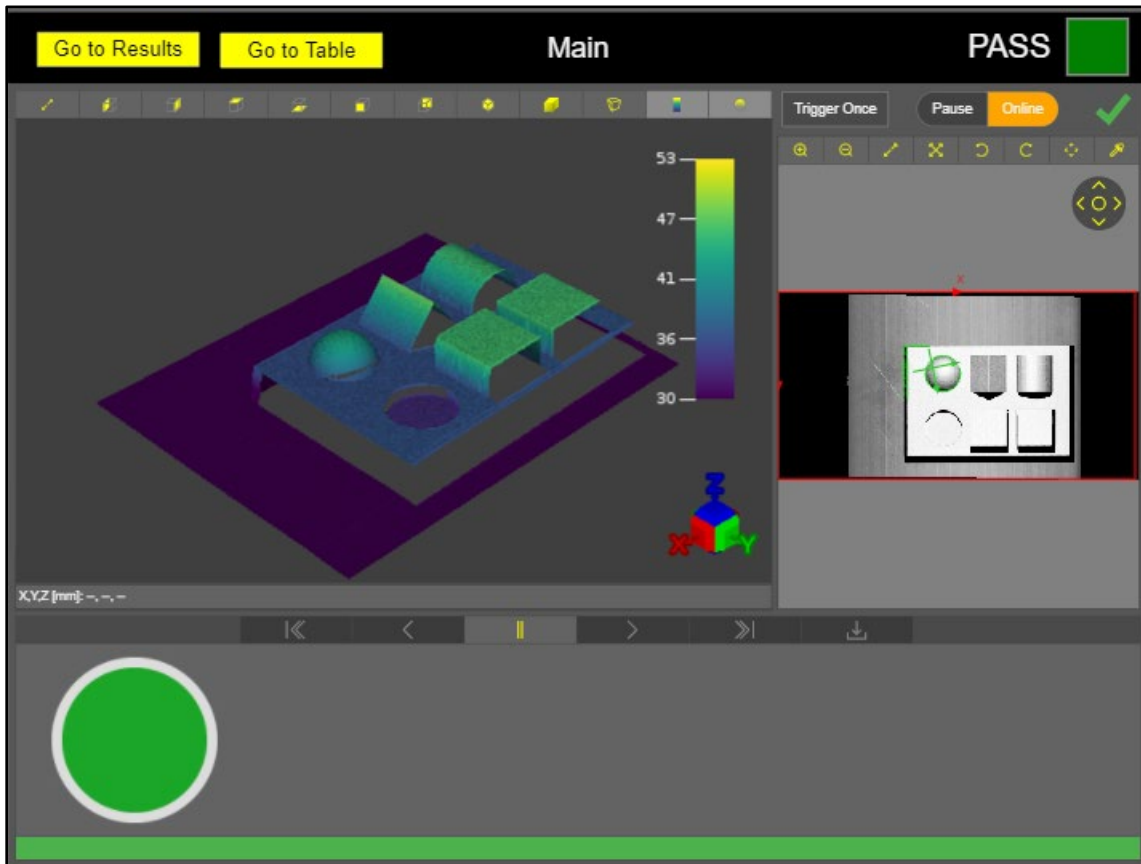 Go to Results
Go to Table
Main
PASS
Trigger Once
Pause
Online
53
47
41
36
30
Z
X
Y
X
X,Y,Z [mm]: --, --, --